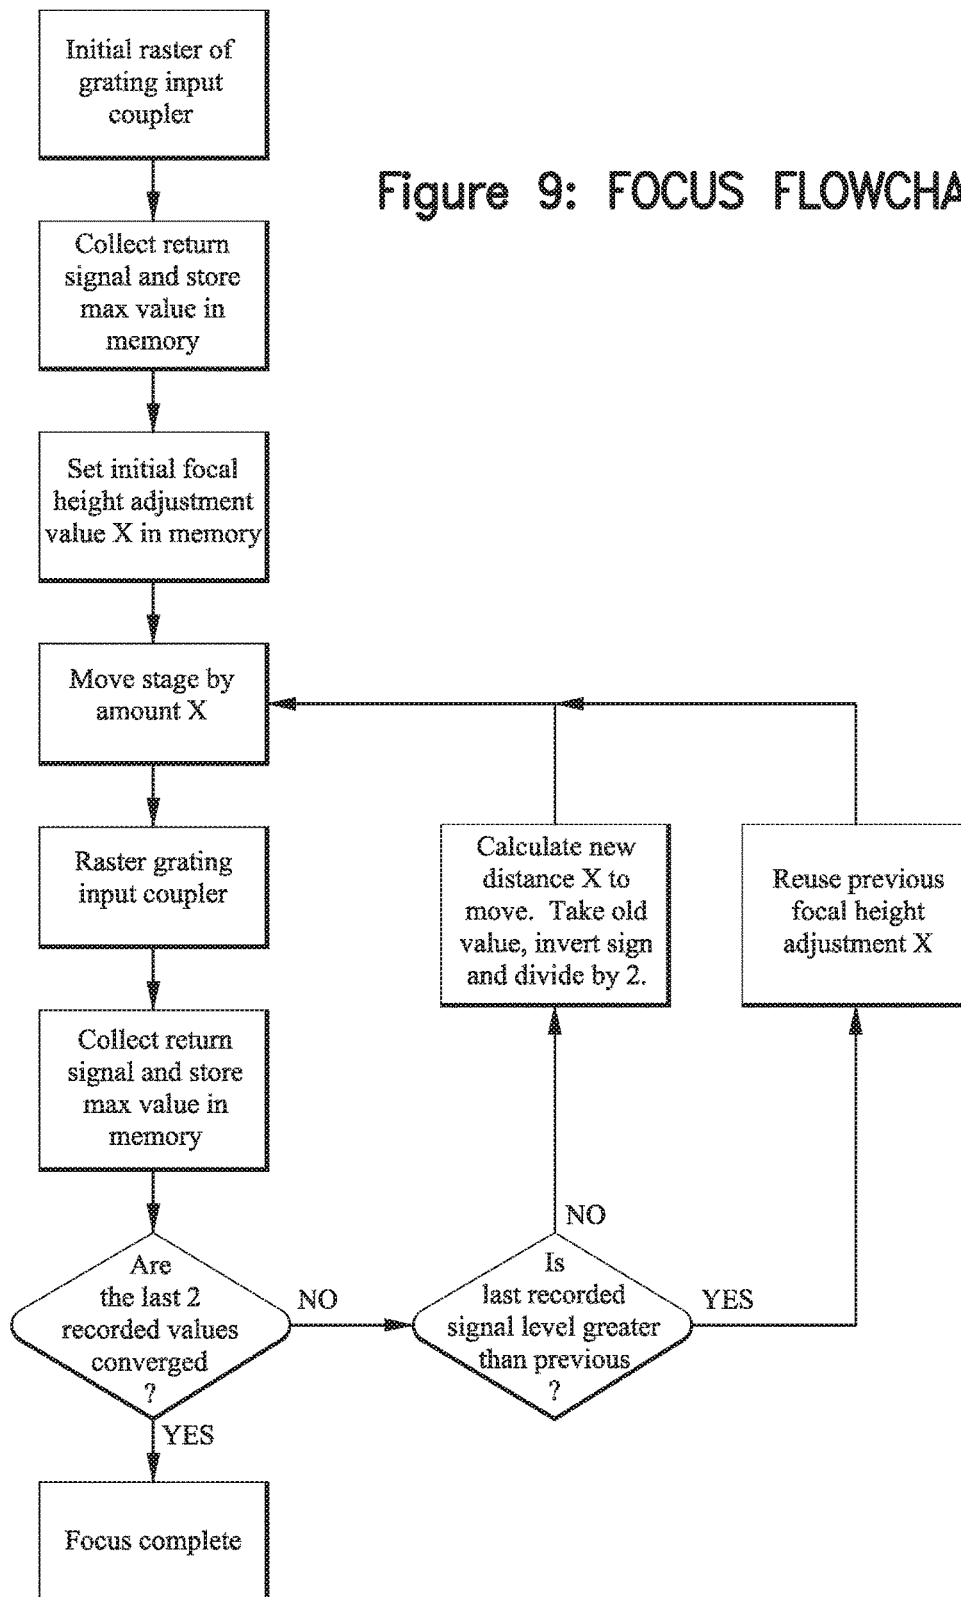 Initial raster of
grating input
coupler
Figure 9: FOCUS FLOWCHA
Collect return
signal and store
max value in
memory
Set initial focal
height adjustment
value X in memory
Move stage by
amount X
Raster grating
input coupler
Calculate new
distance X to
move. Take old
value, invert sign
and divide by 2.
Reuse previous
focal height
adjustment X
Collect return
signal and store
max value in
memory
Are
the last 2
recorded values
converged
?
NO
YES
Is
last recorded
signal level greater
than previous
?
NO
YES
Focus complete